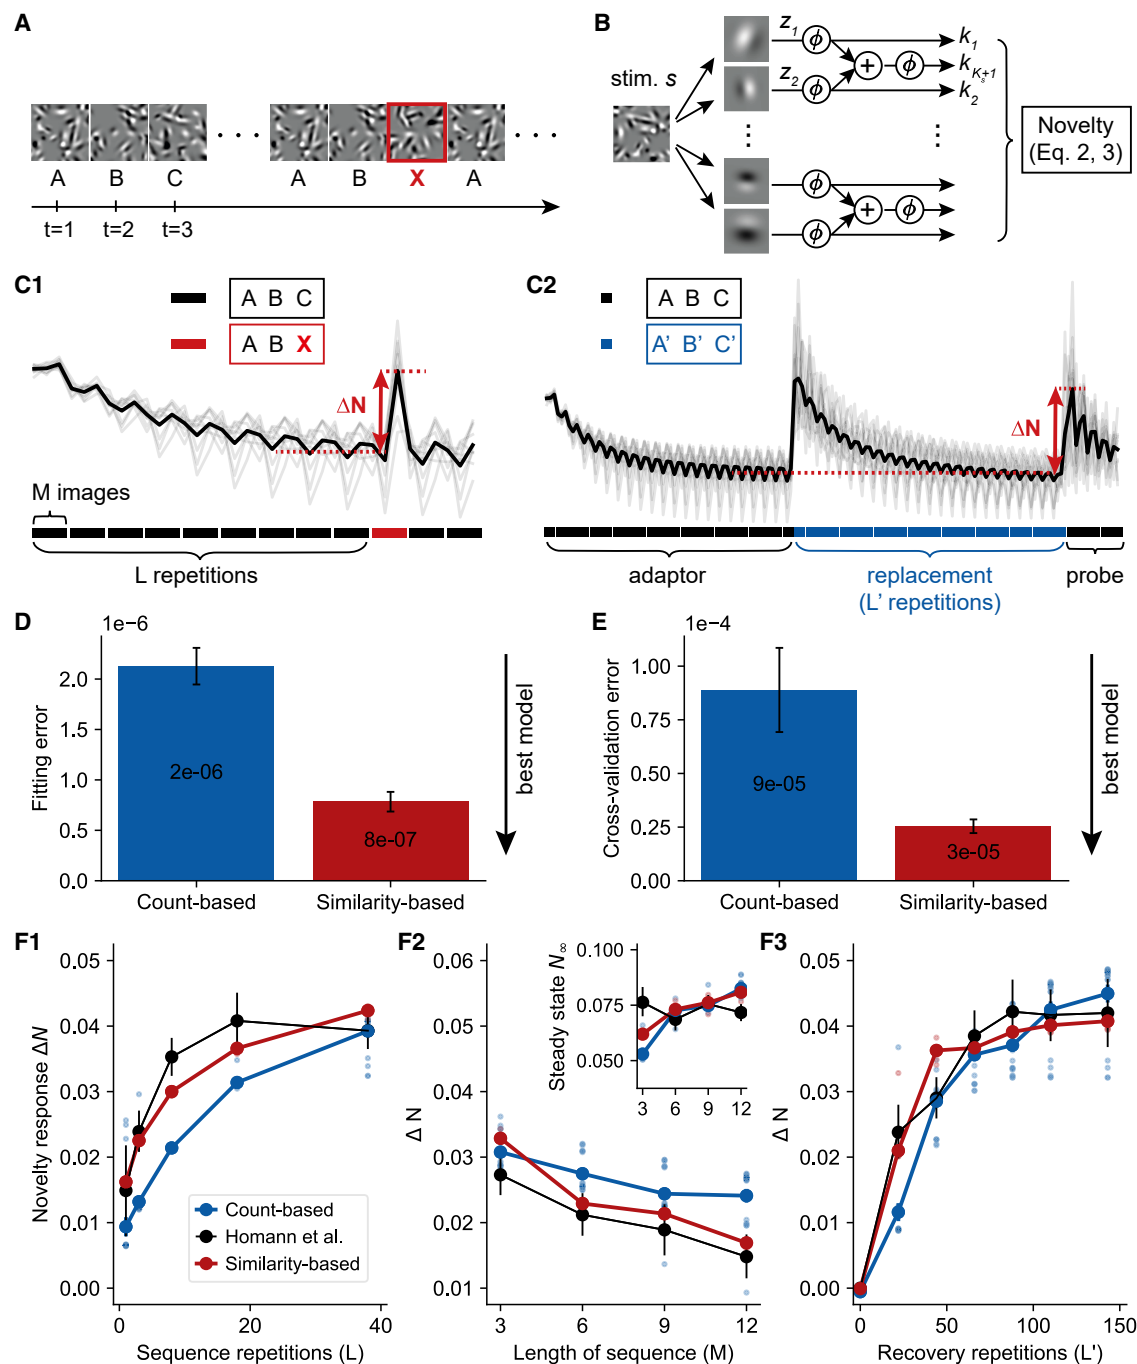 A
A B C
. . .
A B X A
. . .
t=1 t=2 t=3
B
stim. s
z1 ϕ
k1
+ ϕ
kKs+1
z2 ϕ
k2
⋮ ⋮
ϕ
+ ϕ
ϕ
Novelty
(Eq. 2, 3)
C1
A B C
A B X
ΔN
M images
L repetitions
C2
A B C
A' B' C'
ΔN
adaptor
replacement
(L' repetitions)
probe
D
1e-6
Fitting error
2.0
1.5
1.0
0.5
0.0
2e-06
8e-07
Count-based Similarity-based
best model
E
1e-4
Cross-validation error
1.00
0.75
0.50
0.25
0.00
9e-05
3e-05
Count-based Similarity-based
best model
F1
Novelty response ΔN
0.05
0.04
0.03
0.02
0.01
0.00
Count-based
Homann et al.
Similarity-based
0 20 40
Sequence repetitions (L)
F2
Δ N
0.06
0.05
0.04
0.03
0.02
0.01
Steady state N∞
0.100
0.075
0.050
3 6 9 12
3 6 9 12
Length of sequence (M)
F3
Δ N
0.05
0.04
0.03
0.02
0.01
0.00
0 50 100 150
Recovery repetitions (L')